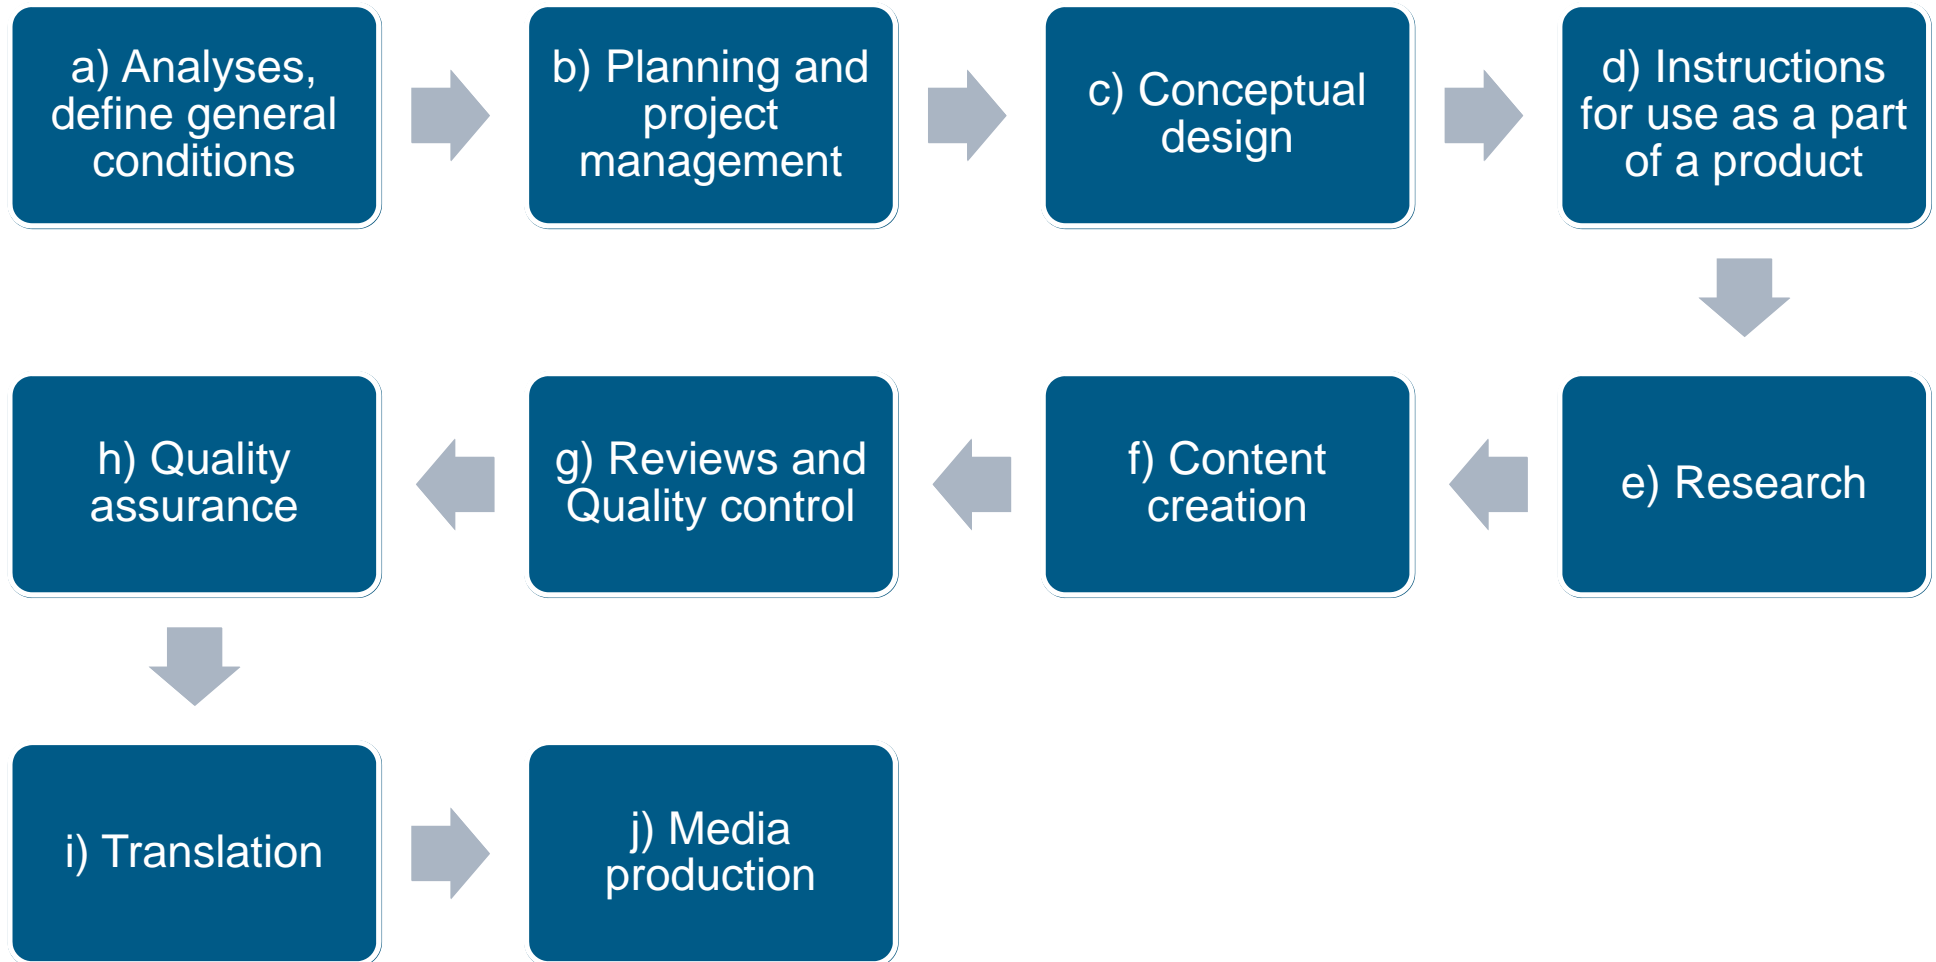 a) Analyses,
define general
conditions
b) Planning and
project
management
c) Conceptual
design
d) Instructions
for use as a part
of a product
e) Research
f) Content
creation
g) Reviews and
Quality control
h) Quality
assurance
i) Translation
j) Media
production